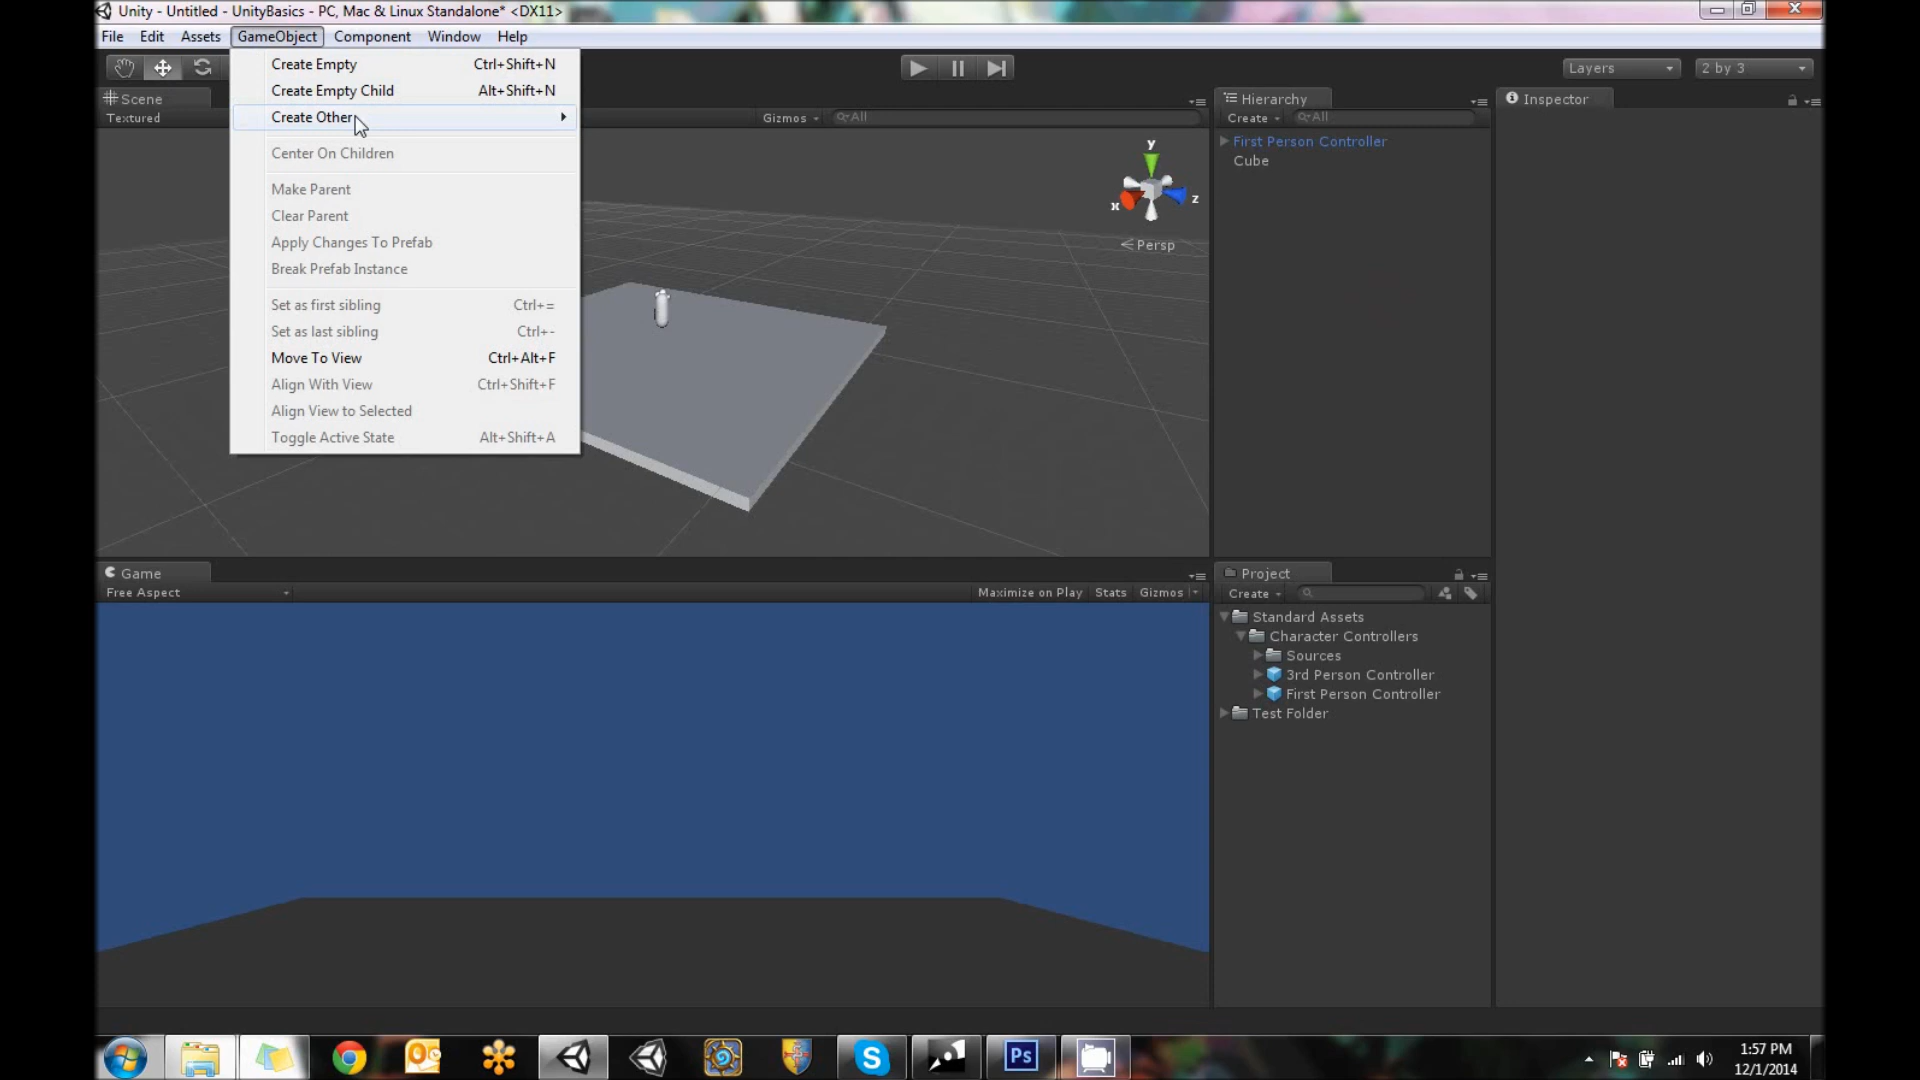 Unity - Untitled - UnityBasics - PC, Mac & Linux Standalone* <DX11>
File Edit Assets GameObject Component Window Help
Create Empty Ctrl+Shift+N
Create Empty Child Alt+Shift+N
Create Other
Center On Children
Make Parent
Clear Parent
Apply Changes To Prefab
Break Prefab Instance
Set as first sibling Ctrl+=
Set as last sibling Ctrl+-
Move To View Ctrl+Alt+F
Align With View Ctrl+Shift+F
Align View to Selected
Toggle Active State Alt+Shift+A
Layers 2 by 3
Scene
Textured Gizmos All
y
x z
Persp
Hierarchy
Create All
First Person Controller
Cube
Inspector
Game
Free Aspect Maximize on Play Stats Gizmos
Project
Create
Standard Assets
Character Controllers
Sources
3rd Person Controller
First Person Controller
Test Folder
S
Ps
1:57 PM
12/1/2014